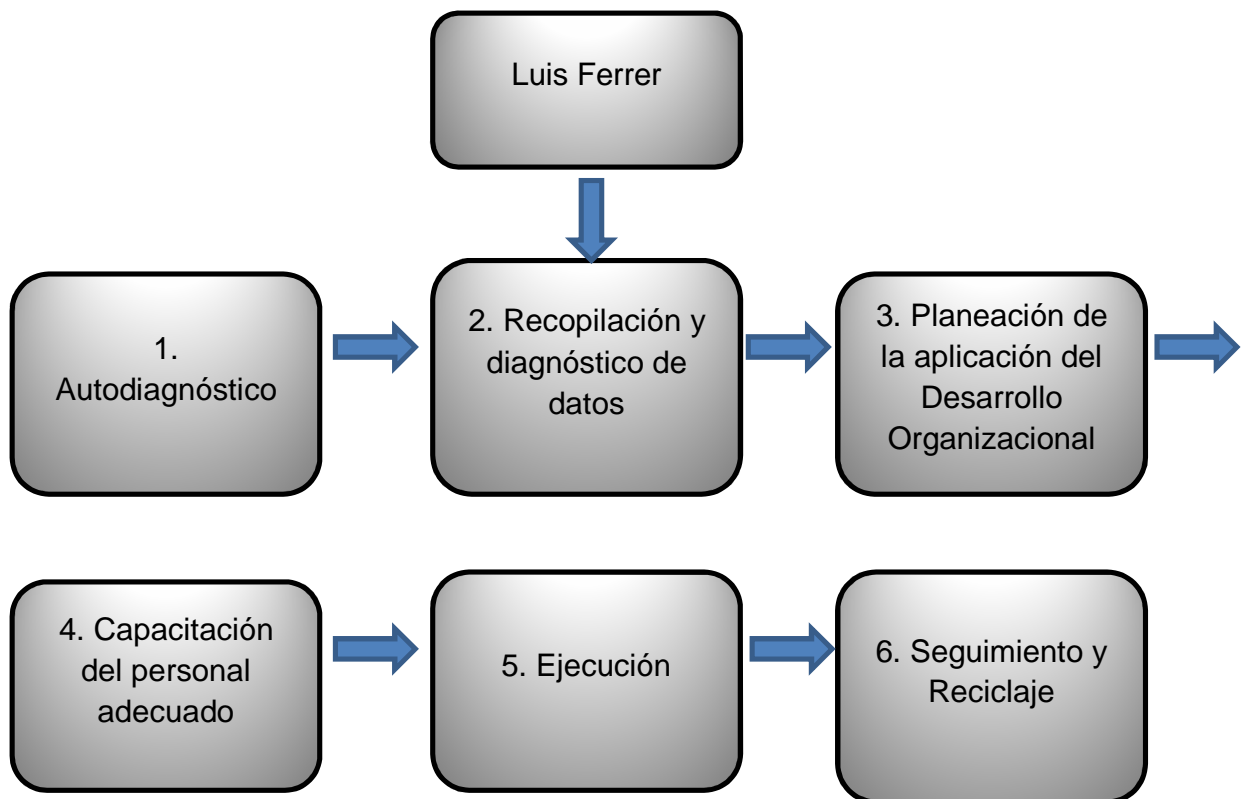 Luis Ferrer
1.
Autodiagnóstico
2. Recopilación y
diagnóstico de
datos
3. Planeación de
la aplicación del
Desarrollo
Organizacional
4. Capacitación
del personal
adecuado
5. Ejecución
6. Seguimiento y
Reciclaje